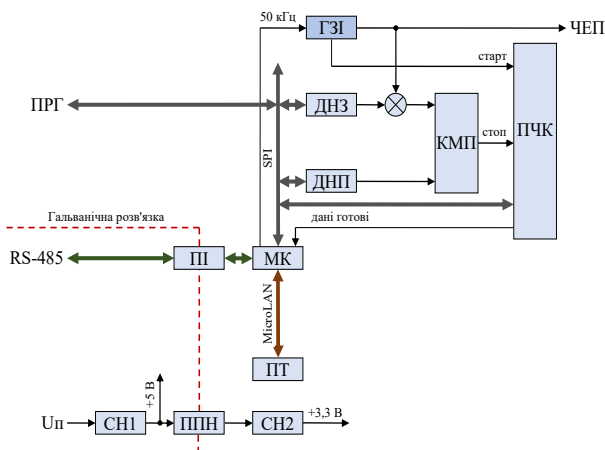 50 кГц
ГЗІ
ЧЕП
старт
ПРГ
ДНЗ
КМП
стоп
ПЧК
SPI
ДНП
Гальванічна розв'язка
дані готові
RS-485
ПІ
МК
MicroLAN
ПТ
+5 В
Uп
СН1
ППН
СН2
+3,3 В